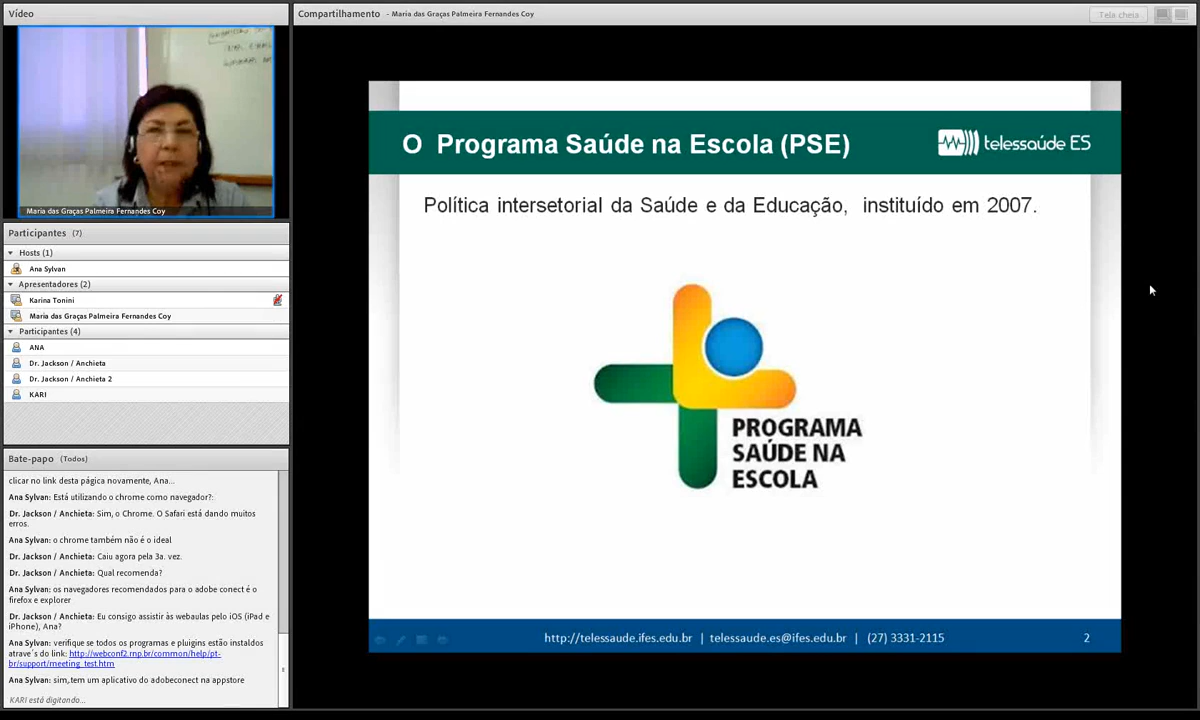 Vídeo
Maria das Graças Palmeira Fernandes Coy
Participantes (7)
Hosts (1)
Ana Sylvan
Apresentadores (2)
Karina Tonini
Maria das Graças Palmeira Fernandes Coy
Participantes (4)
ANA
Dr. Jackson / Anchieta
Dr. Jackson / Anchieta 2
KARI
Bate-papo (Todos)
clicar no link desta página novamente, Ana...
Ana Sylvan: Está utilizando o chrome como navegador?:
Dr. Jackson / Anchieta: Sim, o Chrome. O Safari está dando muitos
erros.
Ana Sylvan: o chrome também não é o ideal
Dr. Jackson / Anchieta: Caiu agora pela 3a. vez.
Dr. Jackson / Anchieta: Qual recomenda?
Ana Sylvan: os navegadores recomendados para o adobe conect é o
firefox e explorer
Dr. Jackson / Anchieta: Eu consigo assistir às webaulas pelo iOS (iPad e
iPhone), Ana?
Ana Sylvan: verifique se todos os programas e pluigins estão instaldos
atrave´s do link: http://webconf2.rnp.br/common/help/pt-
br/support/meeting_test.htm
Ana Sylvan: sim,tem um aplicativo do adobeconect na appstore
KARI está digitando...
Compartilhamento - Maria das Graças Palmeira Fernandes Coy
Tela cheia
O Programa Saúde na Escola (PSE)
telessaúde ES
Política intersetorial da Saúde e da Educação, instituído em 2007.
PROGRAMA
SAÚDE NA
ESCOLA
http://telessaude.ifes.edu.br | telessaude.es@ifes.edu.br | (27) 3331-2115
2